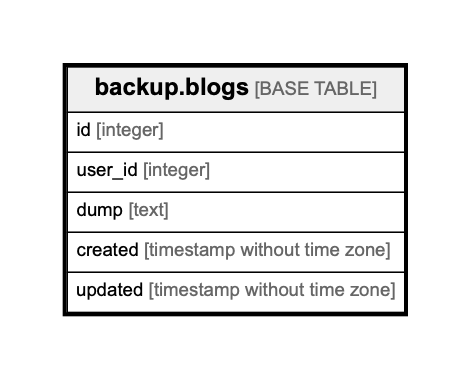 backup.blogs [BASE TABLE]
id [integer]
user_id [integer]
dump [text]
created [timestamp without time zone]
updated [timestamp without time zone]